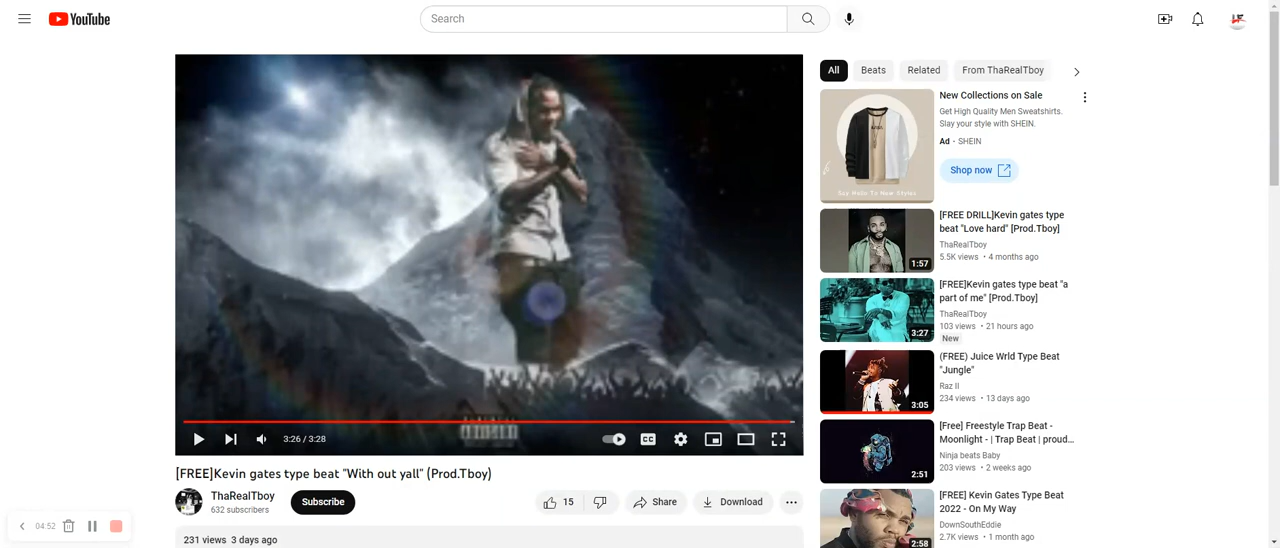 YouTube
Search
All
Beats
Related
From ThaRealTboy
New Collections on Sale
Get High Quality Men Sweatshirts.
Slay your style with SHEIN.
Ad - SHEIN
Shop now
Say Hello To New Styles
[FREE DRILL]Kevin gates type
beat "Love hard" [Prod.Tboy]
ThaRealTboy
5.5K views • 4 months ago
1:57
[FREE]Kevin gates type beat "a
part of me" [Prod.Tboy]
ThaRealTboy
103 views • 21 hours ago
New
3:27
(FREE) Juice Wrld Type Beat
"Jungle"
Raz II
234 views • 13 days ago
3:05
[Free] Freestyle Trap Beat -
Moonlight - | Trap Beat | proud...
Ninja beats Baby
203 views • 2 weeks ago
2:51
[FREE] Kevin Gates Type Beat
2022 - On My Way
DownSouthEddie
2.7K views • 1 month ago
2:58
3:26 / 3:28
CC
[FREE]Kevin gates type beat "With out yall" (Prod.Tboy)
ThaRealTboy
632 subscribers
Subscribe
15
Share
Download
04:52
231 views 3 days ago